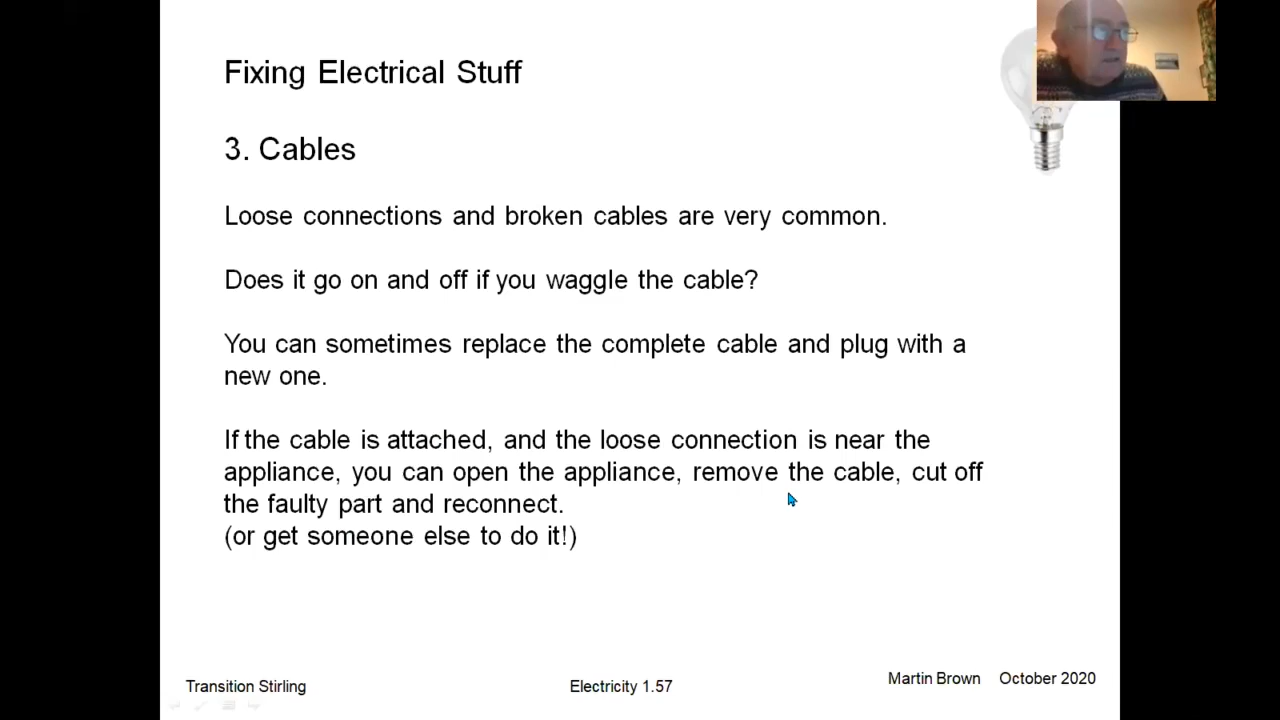 Fixing Electrical Stuff
3. Cables
Loose connections and broken cables are very common.
Does it go on and off if you waggle the cable?
You can sometimes replace the complete cable and plug with a
new one.
If the cable is attached, and the loose connection is near the
appliance, you can open the appliance, remove the cable, cut off
the faulty part and reconnect.
(or get someone else to do it!)
Transition Stirling
Electricity 1.57
Martin Brown October 2020